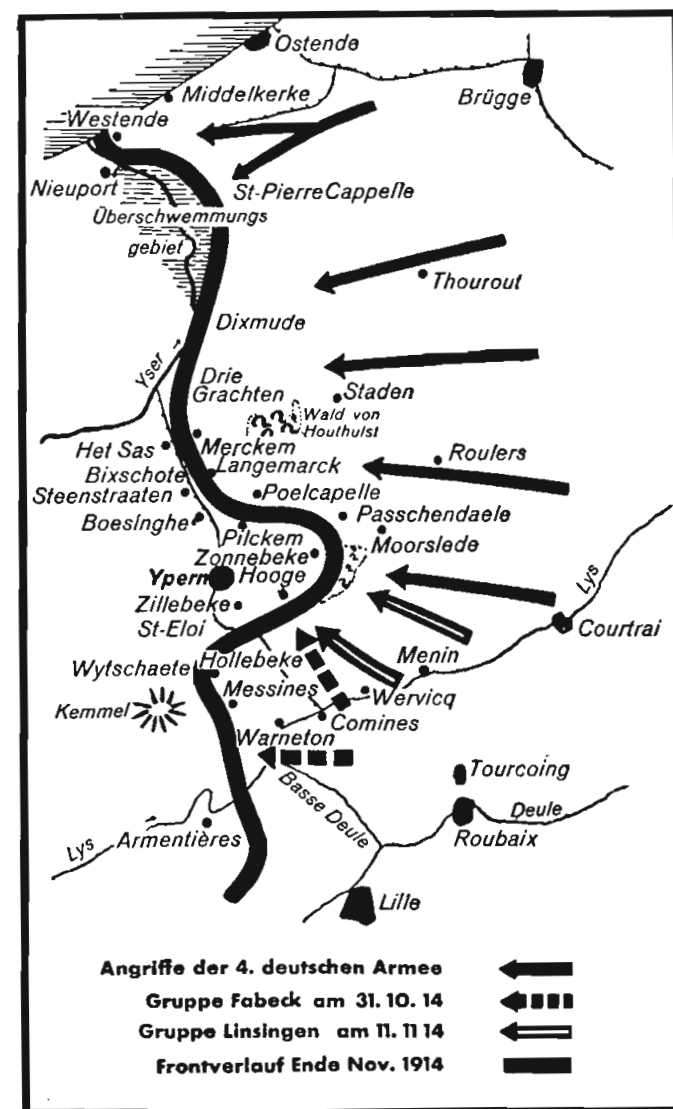 Ostende
Brügge
Middelkerke
Westende
Nieuport
St-Pierre Cappelle
Überschwemmungs
gebiet
Thourout
Dixmude
Yser
Drie
Grachten
Staden
Wald von
Houthulst
Het Sas
Merckem
Roulers
Bixschote
Langemarck
Steenstraaten
Poelcapelle
Boesinghe
Passchendaele
Pilckem
Moorslede
Zonnebeke
Ypern
Hooge
Lys
Zillebeke
Courtrai
St-Eloi
Hollebeke
Menin
Wytschaete
Messines
Wervicq
Kemmel
Comines
Warneton
Tourcoing
Basse Deule
Deule
Roubaix
Armentières
Lys
Lille
Angriffe der 4. deutschen Armee
Gruppe Fabeck am 31. 10. 14
Gruppe Linsingen am 11. 11 14
Frontverlauf Ende Nov. 1914